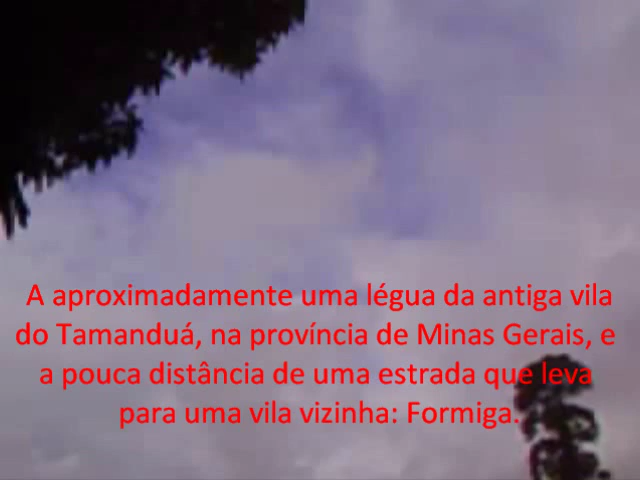 A aproximadamente uma légua da antiga vila
do Tamanduá, na província de Minas Gerais, e
a pouca distância de uma estrada que leva
para uma vila vizinha: Formiga.